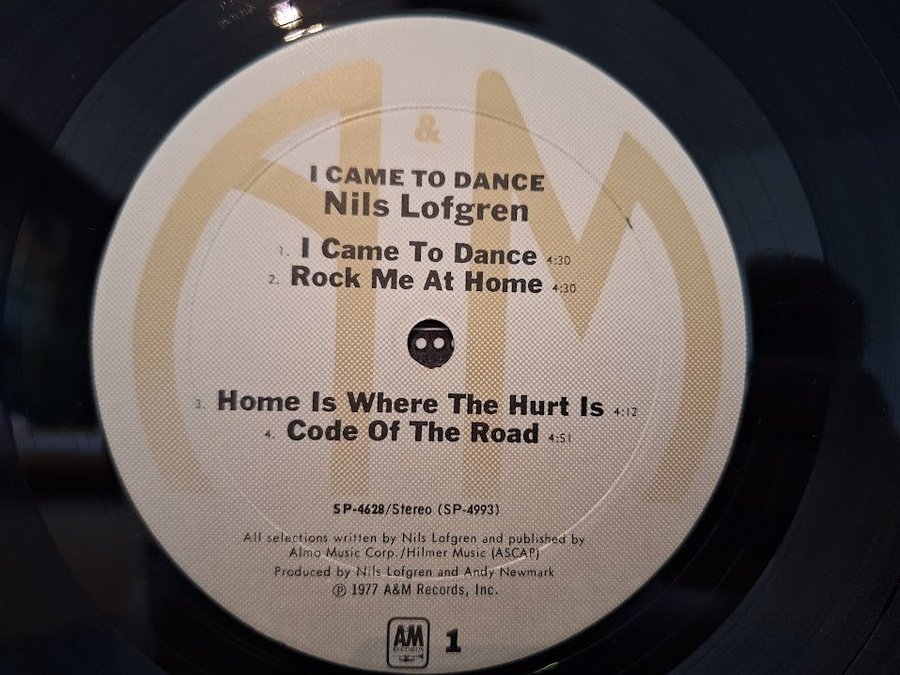 &
I CAME TO DANCE
Nils Lofgren
1. I Came To Dance 4:30
2. Rock Me At Home 4:30
3. Home Is Where The Hurt Is 4:12
4. Code Of The Road 4:51
SP-4628/Stereo (SP-4993)
All selections written by Nils Lofgren and published by
Almo Music Corp./Hilmer Music (ASCAP)
Produced by Nils Lofgren and Andy Newmark
℗ 1977 A&M Records, Inc.
AM
RECORDS
1